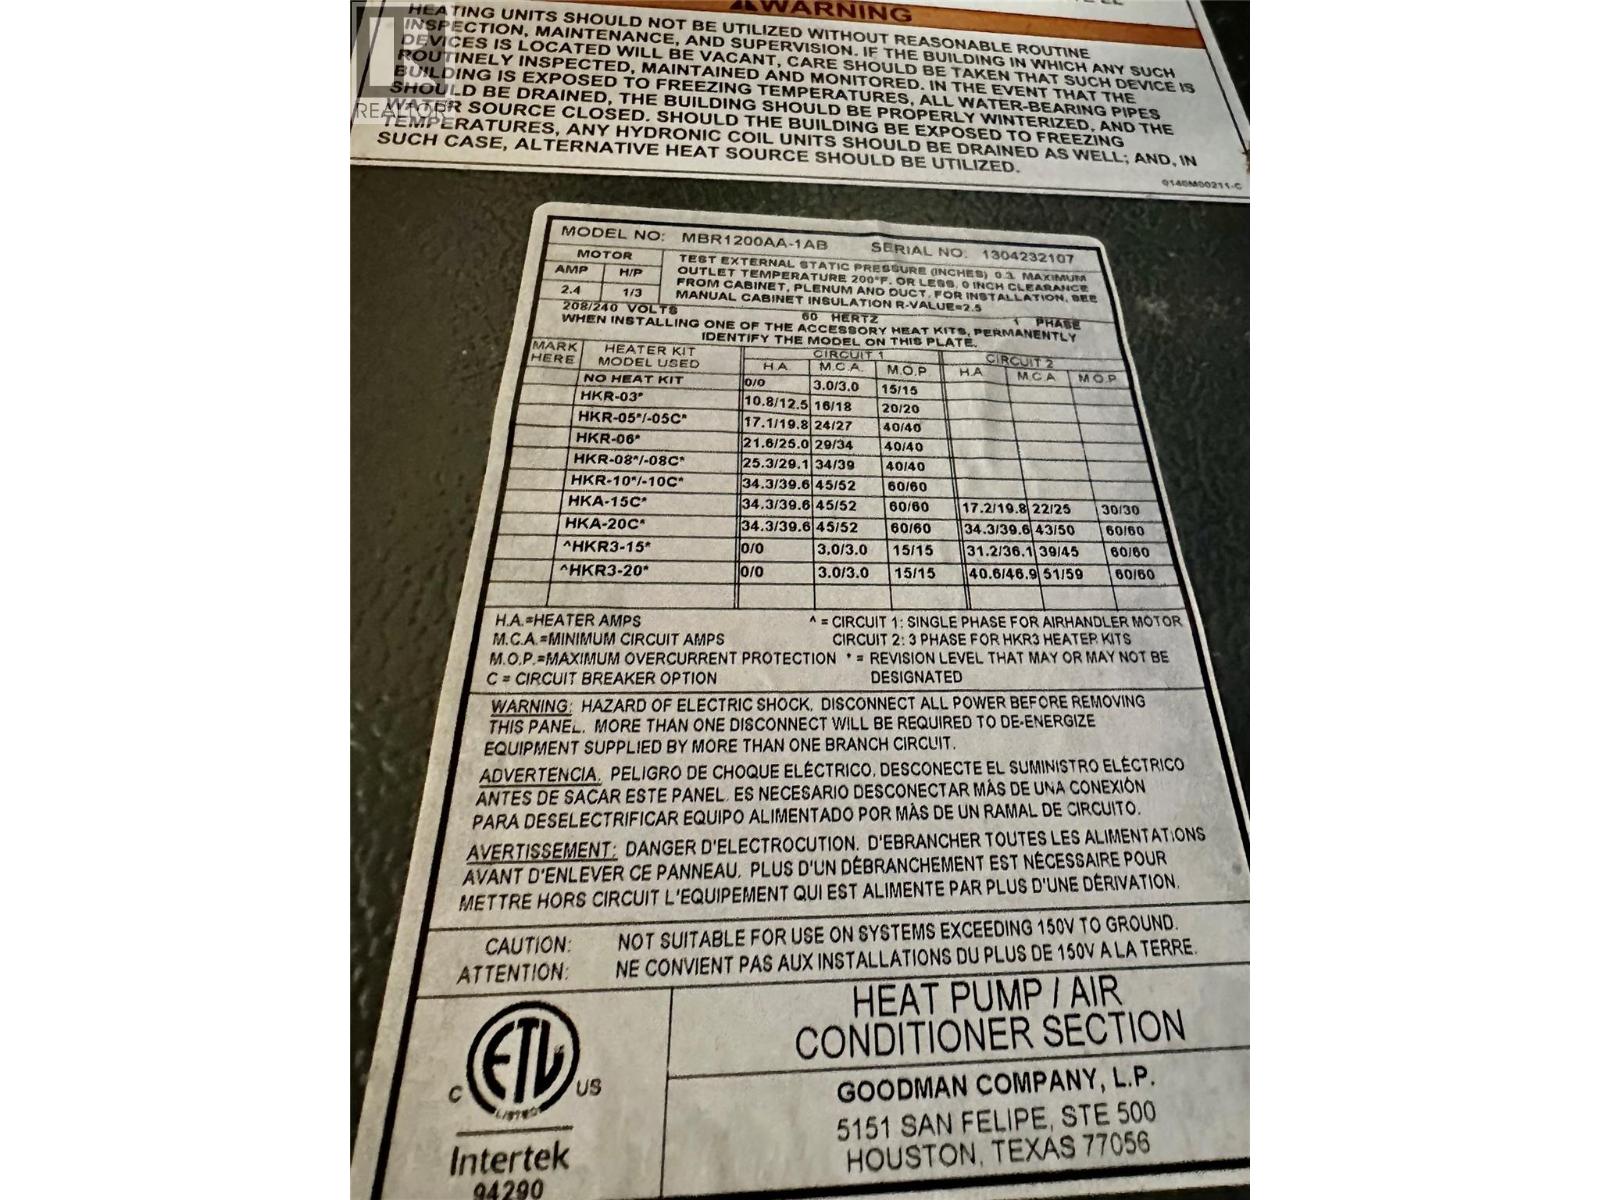 WARNING
HEATING UNITS SHOULD NOT BE UTILIZED WITHOUT REASONABLE ROUTINE
INSPECTION, MAINTENANCE, AND SUPERVISION. IF THE BUILDING IN WHICH ANY SUCH
DEVICES IS LOCATED WILL BE VACANT, CARE SHOULD BE TAKEN THAT SUCH DEVICE IS
ROUTINELY INSPECTED, MAINTAINED AND MONITORED. IN THE EVENT THAT THE
BUILDING IS EXPOSED TO FREEZING TEMPERATURES, ALL WATER-BEARING PIPES
SHOULD BE DRAINED, THE BUILDING SHOULD BE PROPERLY WINTERIZED, AND THE
WATER SOURCE CLOSED. SHOULD THE BUILDING BE EXPOSED TO FREEZING
TEMPERATURES, ANY HYDRONIC COIL UNITS SHOULD BE DRAINED AS WELL; AND, IN
SUCH CASE, ALTERNATIVE HEAT SOURCE SHOULD BE UTILIZED.
0140M00211-C
REALTOR®
MODEL NO: MBR1200AA-1AB SERIAL NO: 1304232107
MOTOR
AMP H/P
2.4 1/3
TEST EXTERNAL STATIC PRESSURE (INCHES) 0.3. MAXIMUM
OUTLET TEMPERATURE 200°F. OR LESS, 0 INCH CLEARANCE
FROM CABINET, PLENUM AND DUCT, FOR INSTALLATION, SEE
MANUAL CABINET INSULATION R-VALUE=2.5
208/240 VOLTS 60 HERTZ 1 PHASE
WHEN INSTALLING ONE OF THE ACCESSORY HEAT KITS, PERMANENTLY
IDENTIFY THE MODEL ON THIS PLATE.
MARK HERE HEATER KIT MODEL USED CIRCUIT 1 CIRCUIT 2
H.A. M.C.A. M.O.P. H.A. M.C.A. M.O.P.
NO HEAT KIT 0/0 3.0/3.0 15/15
HKR-03* 10.8/12.5 16/18 20/20
HKR-05*/-05C* 17.1/19.8 24/27 40/40
HKR-06* 21.6/25.0 29/34 40/40
HKR-08*/-08C* 25.3/29.1 34/39 40/40
HKR-10*/-10C* 34.3/39.6 45/52 60/60
HKA-15C* 34.3/39.6 45/52 60/60 17.2/19.8 22/25 30/30
HKA-20C* 34.3/39.6 45/52 60/60 34.3/39.6 43/50 60/60
^HKR3-15* 0/0 3.0/3.0 15/15 31.2/36.1 39/45 60/60
^HKR3-20* 0/0 3.0/3.0 15/15 40.6/46.9 51/59 60/60
H.A.=HEATER AMPS ^ = CIRCUIT 1: SINGLE PHASE FOR AIRHANDLER MOTOR
M.C.A.=MINIMUM CIRCUIT AMPS CIRCUIT 2: 3 PHASE FOR HKR3 HEATER KITS
M.O.P.=MAXIMUM OVERCURRENT PROTECTION * = REVISION LEVEL THAT MAY OR MAY NOT BE
C = CIRCUIT BREAKER OPTION DESIGNATED
WARNING: HAZARD OF ELECTRIC SHOCK. DISCONNECT ALL POWER BEFORE REMOVING
THIS PANEL. MORE THAN ONE DISCONNECT WILL BE REQUIRED TO DE-ENERGIZE
EQUIPMENT SUPPLIED BY MORE THAN ONE BRANCH CIRCUIT.
ADVERTENCIA. PELIGRO DE CHOQUE ELÉCTRICO. DESCONECTE EL SUMINISTRO ELÉCTRICO
ANTES DE SACAR ESTE PANEL. ES NECESARIO DESCONECTAR MÁS DE UNA CONEXIÓN
PARA DESELECTRIFICAR EQUIPO ALIMENTADO POR MÁS DE UN RAMAL DE CIRCUITO.
AVERTISSEMENT: DANGER D'ELECTROCUTION. D'EBRANCHER TOUTES LES ALIMENTATIONS
AVANT D'ENLEVER CE PANNEAU. PLUS D'UN DÉBRANCHEMENT EST NÉCESSAIRE POUR
METTRE HORS CIRCUIT L'EQUIPEMENT QUI EST ALIMENTE PAR PLUS D'UNE DÉRIVATION.
CAUTION: NOT SUITABLE FOR USE ON SYSTEMS EXCEEDING 150V TO GROUND.
ATTENTION: NE CONVIENT PAS AUX INSTALLATIONS DU PLUS DE 150V A LA TERRE.
ETL
C US
LISTED
Intertek
94290
HEAT PUMP / AIR
CONDITIONER SECTION
GOODMAN COMPANY, L.P.
5151 SAN FELIPE, STE 500
HOUSTON, TEXAS 77056